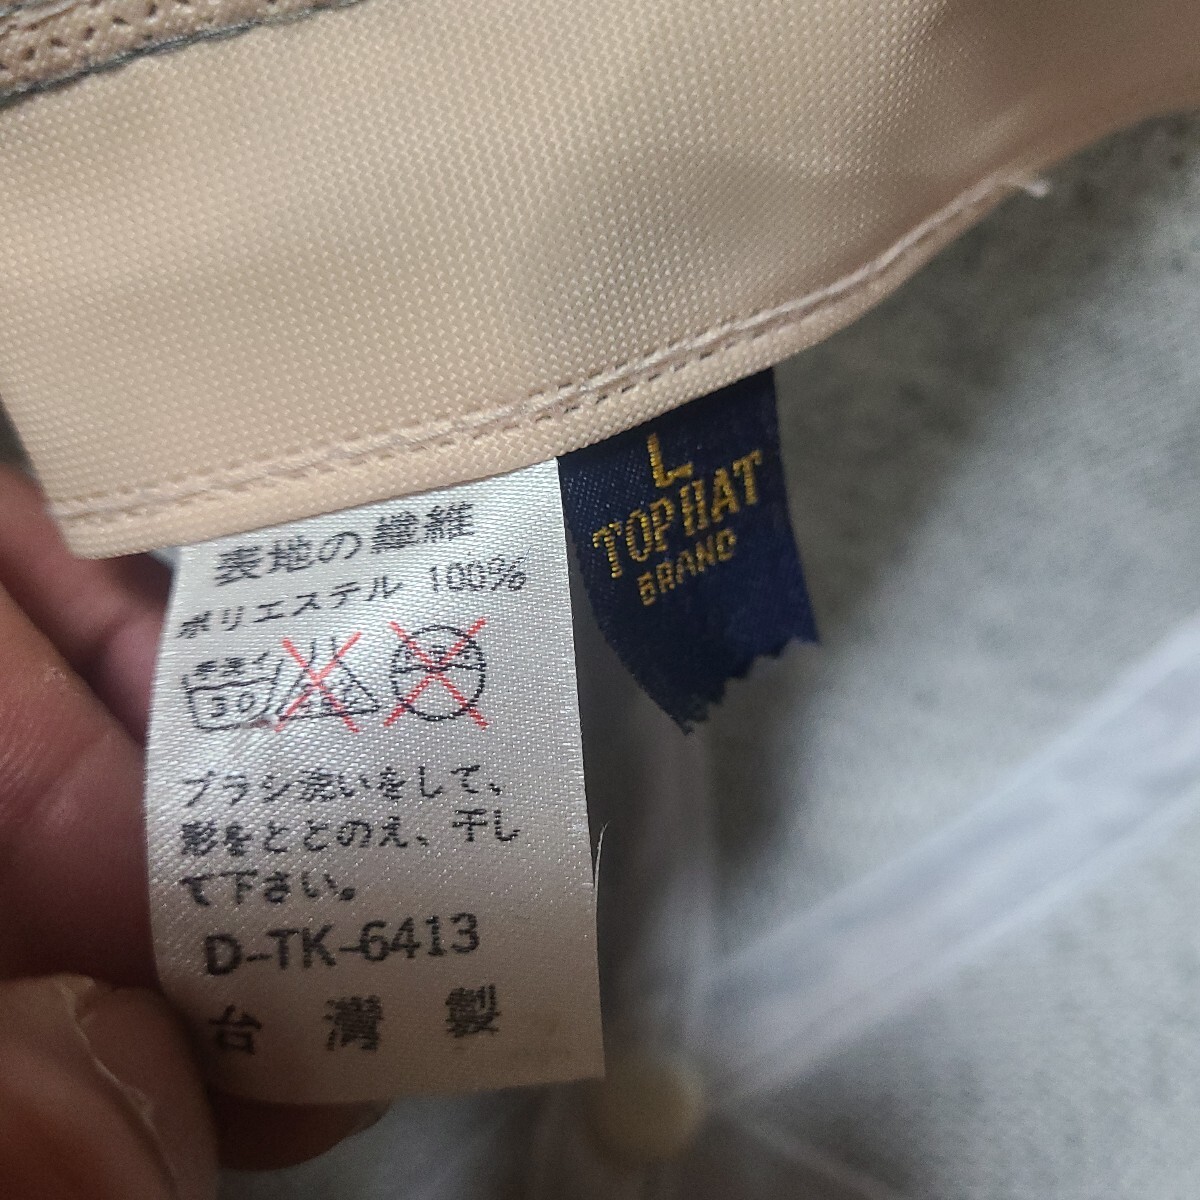 表地の繊維
ポリエステル 100%
手洗イ
30
ブラシ洗いをして、
形をととのえ、干し
て下さい。
D-TK-6413
台 灣 製
L
TOP HAT
BRAND